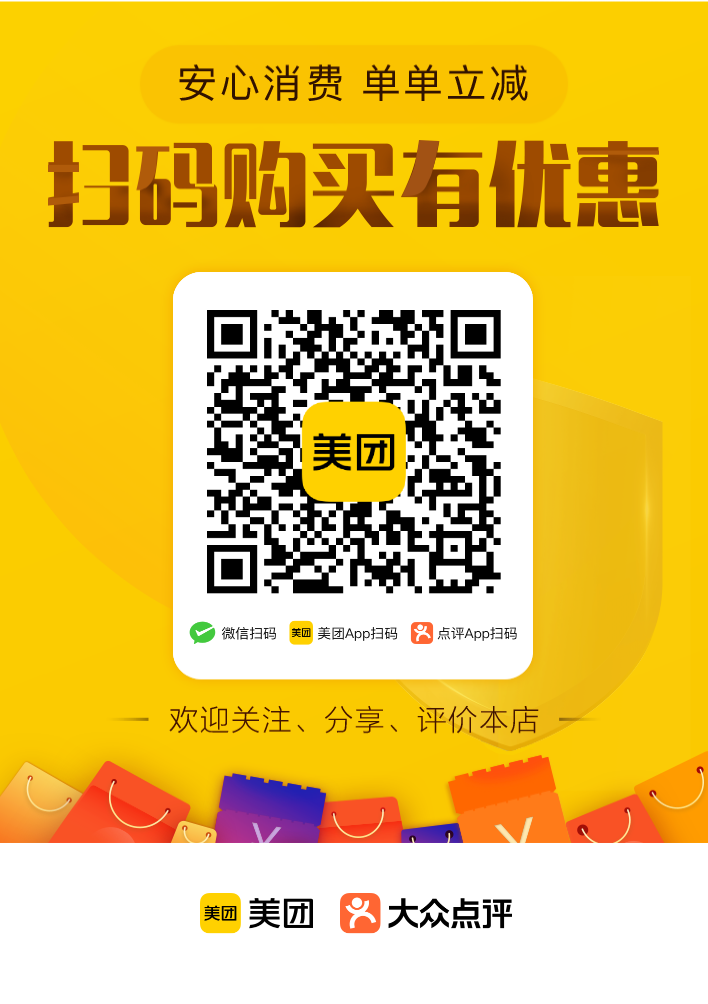 安心消费 单单立减
扫码购买有优惠
美团
微信扫码 美团 美团App扫码 点评App扫码
欢迎关注、分享、评价本店
美团 美团 大众点评